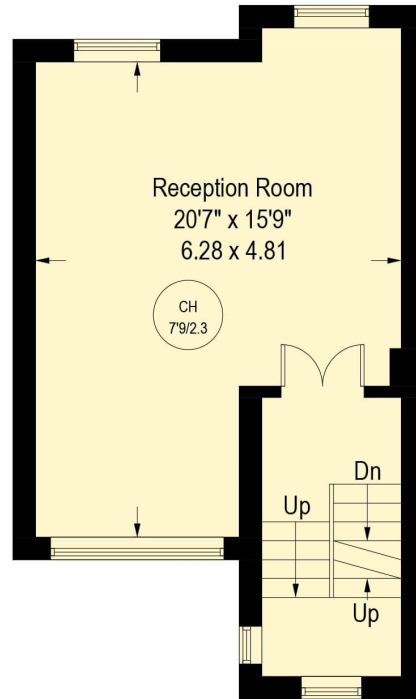 Reception Room
20'7" x 15'9"
6.28 x 4.81
CH
7'9/2.3
Dn
Up
Up